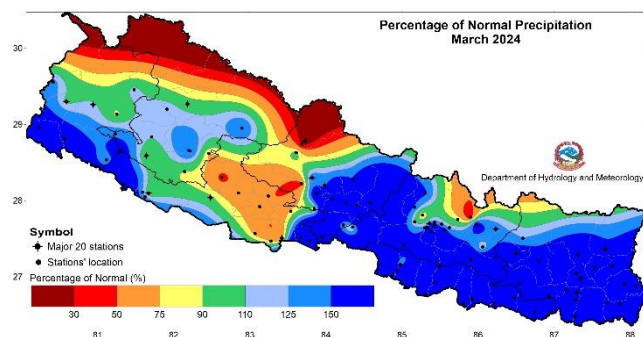 Percentage of Normal Precipitation
March 2024
30
29
28
27
Department of Hydrology and Meteorology
Symbol
Major 20 stations
Stations' location
Percentage of Normal (%)
30 50 75 90 110 125 150
81 82 83 84 85 86 87 88